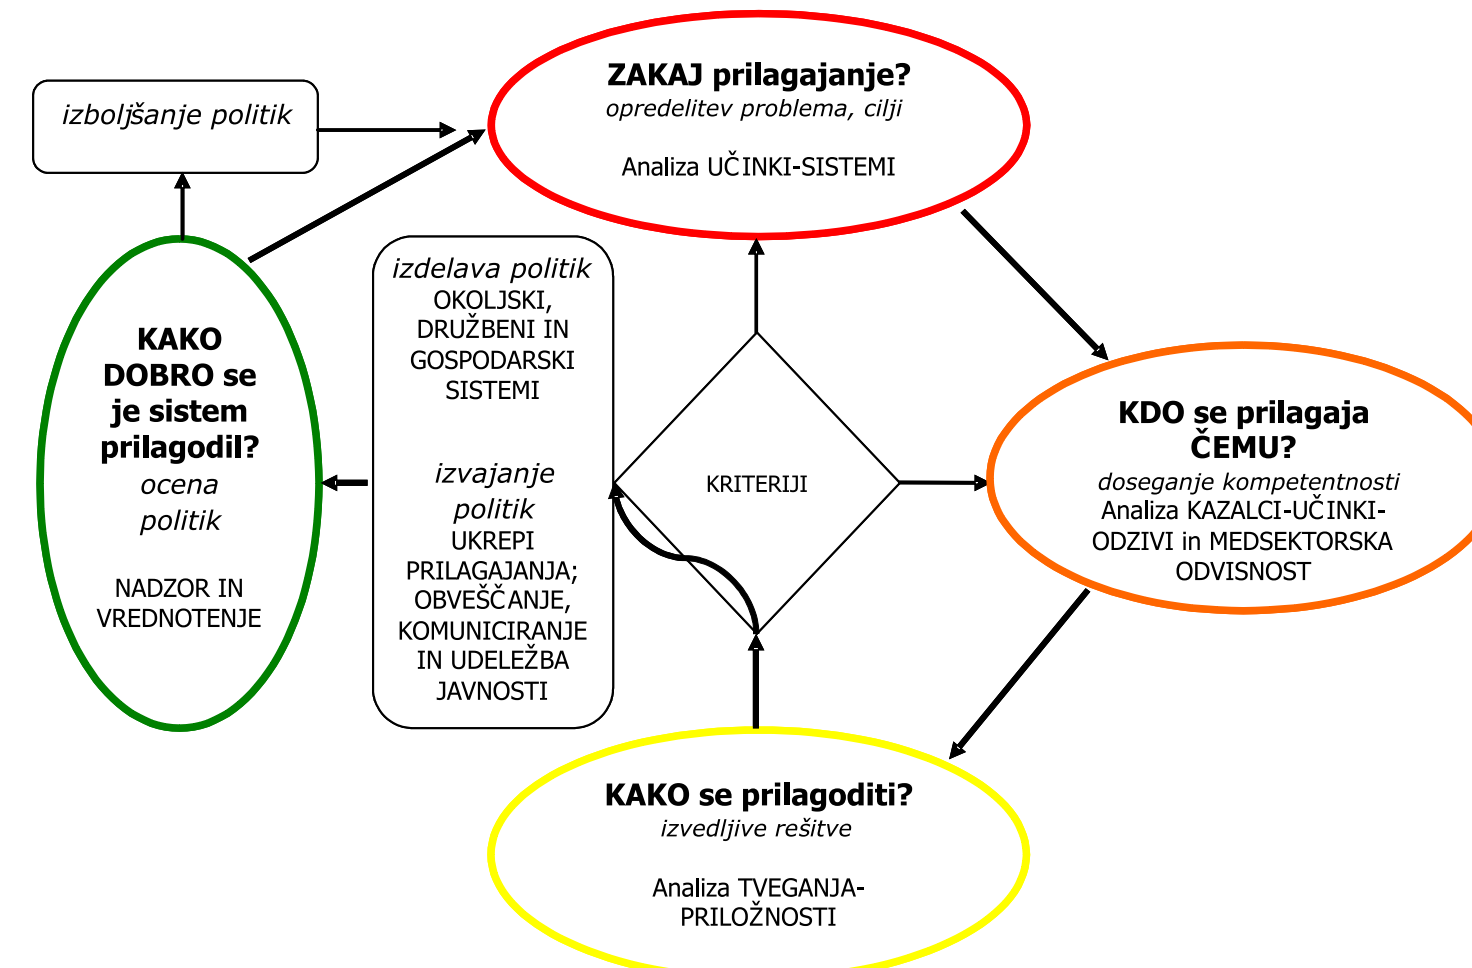 ZAKAJ prilagajanje?
opredelitev problema, cilji
Analiza UČINKI-SISTEMI
izboljšanje politik
izdelava politik
OKOLJSKI,
DRUŽBENI IN
GOSPODARSKI
SISTEMI
izvajanje
politik
UKREPI
PRILAGAJANJA;
OBVEŠČANJE,
KOMUNICIRANJE
IN UDELEŽBA
JAVNOSTI
KAKO
DOBRO se
je sistem
prilagodil?
ocena
politik
NADZOR IN
VREDNOTENJE
KRITERIJI
KDO se prilagaja
ČEMU?
doseganje kompetentnosti
Analiza KAZALCI-UČINKI-
ODZIVI in MEDSEKTORSKA
ODVISNOST
KAKO se prilagoditi?
izvedljive rešitve
Analiza TVEGANJA-
PRILOŽNOSTI